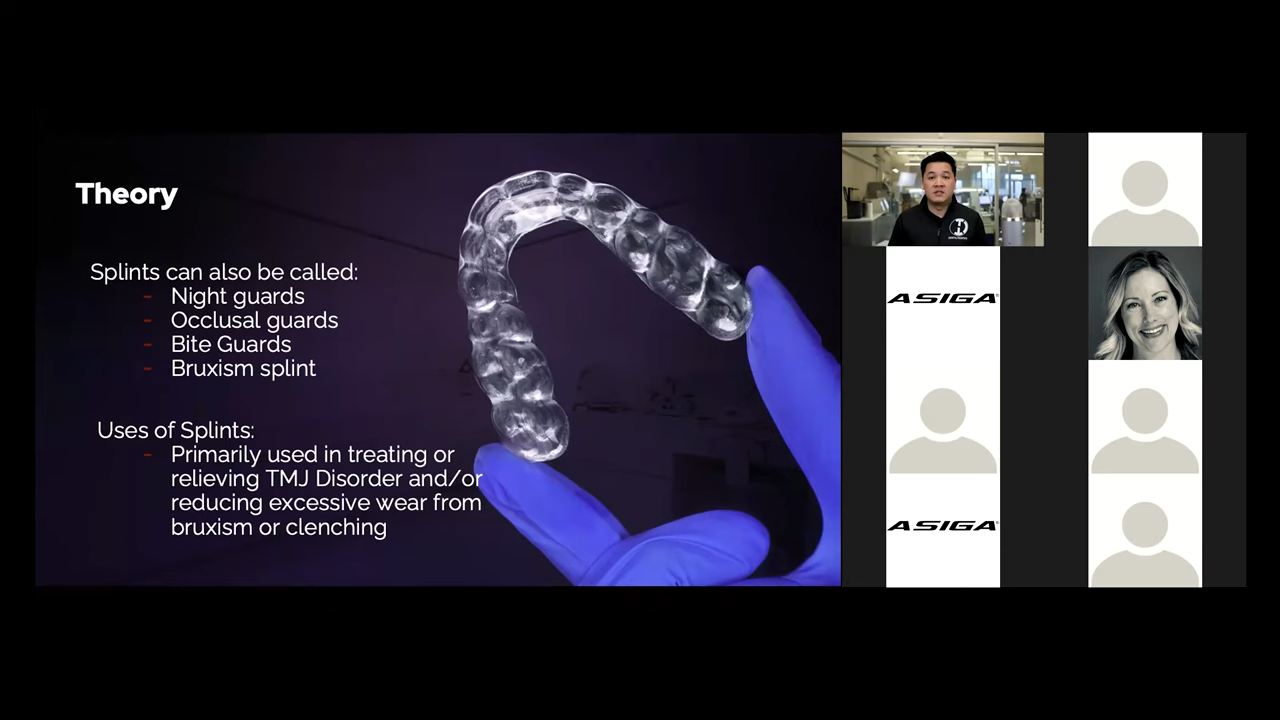 Theory
Splints can also be called:
- Night guards
- Occlusal guards
- Bite Guards
- Bruxism splint
Uses of Splints:
- Primarily used in treating or
relieving TMJ Disorder and/or
reducing excessive wear from
bruxism or clenching
ASIGA
ASIGA